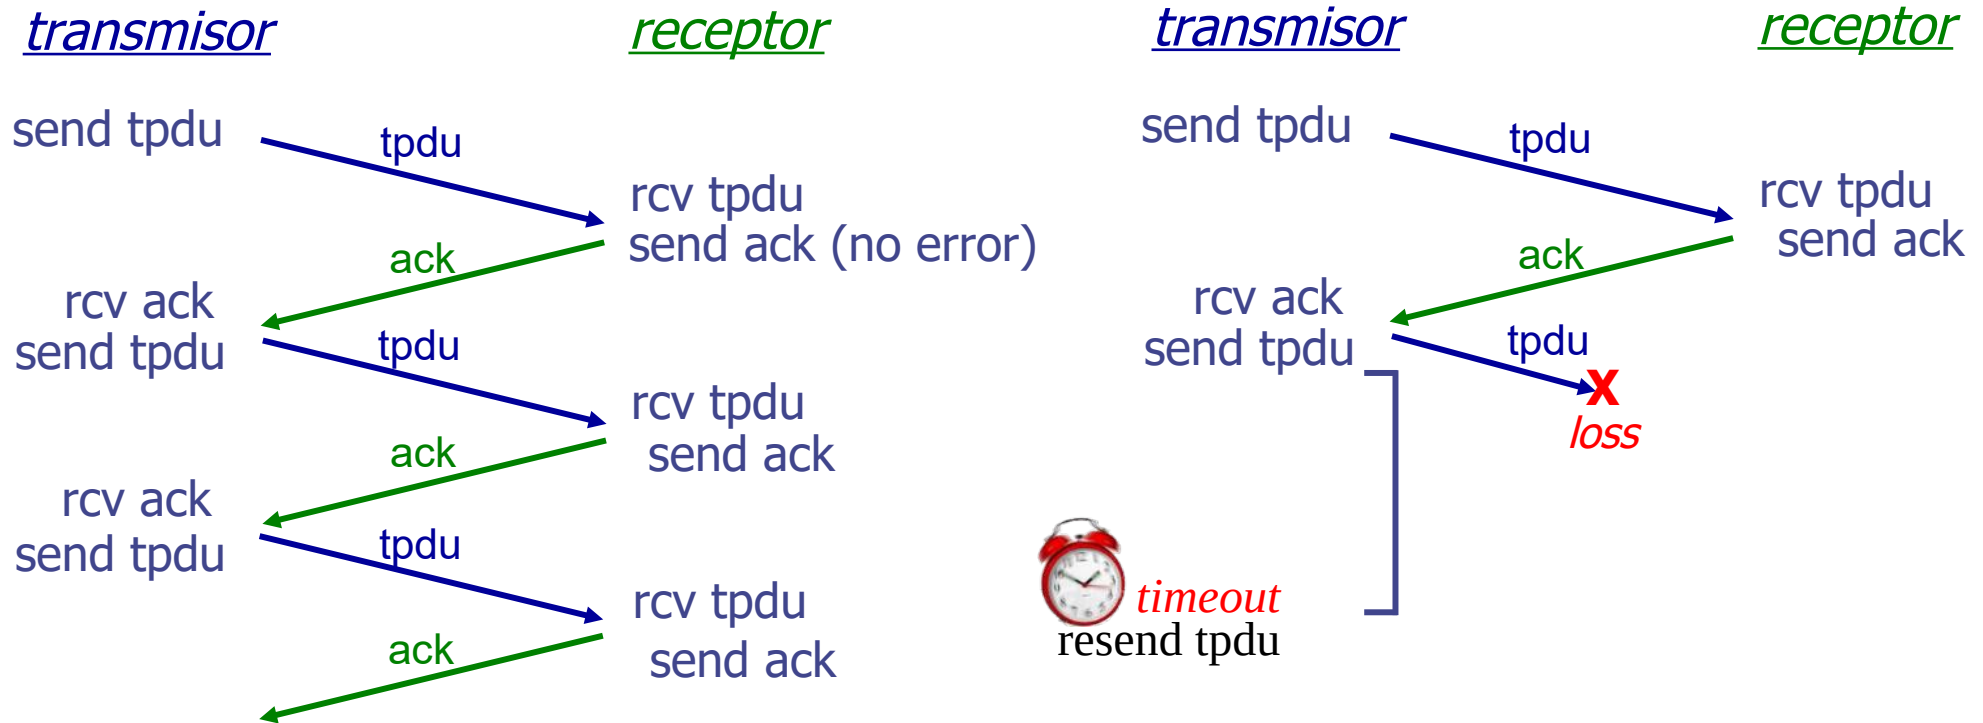 transmisor
receptor
send tpdu
tpdu
rcv tpdu
send ack (no error)
ack
rcv ack
send tpdu
tpdu
rcv tpdu
send ack
ack
rcv ack
send tpdu
tpdu
rcv tpdu
send ack
ack
transmisor
receptor
send tpdu
tpdu
rcv tpdu
send ack
ack
rcv ack
send tpdu
tpdu
X
loss
timeout
resend tpdu